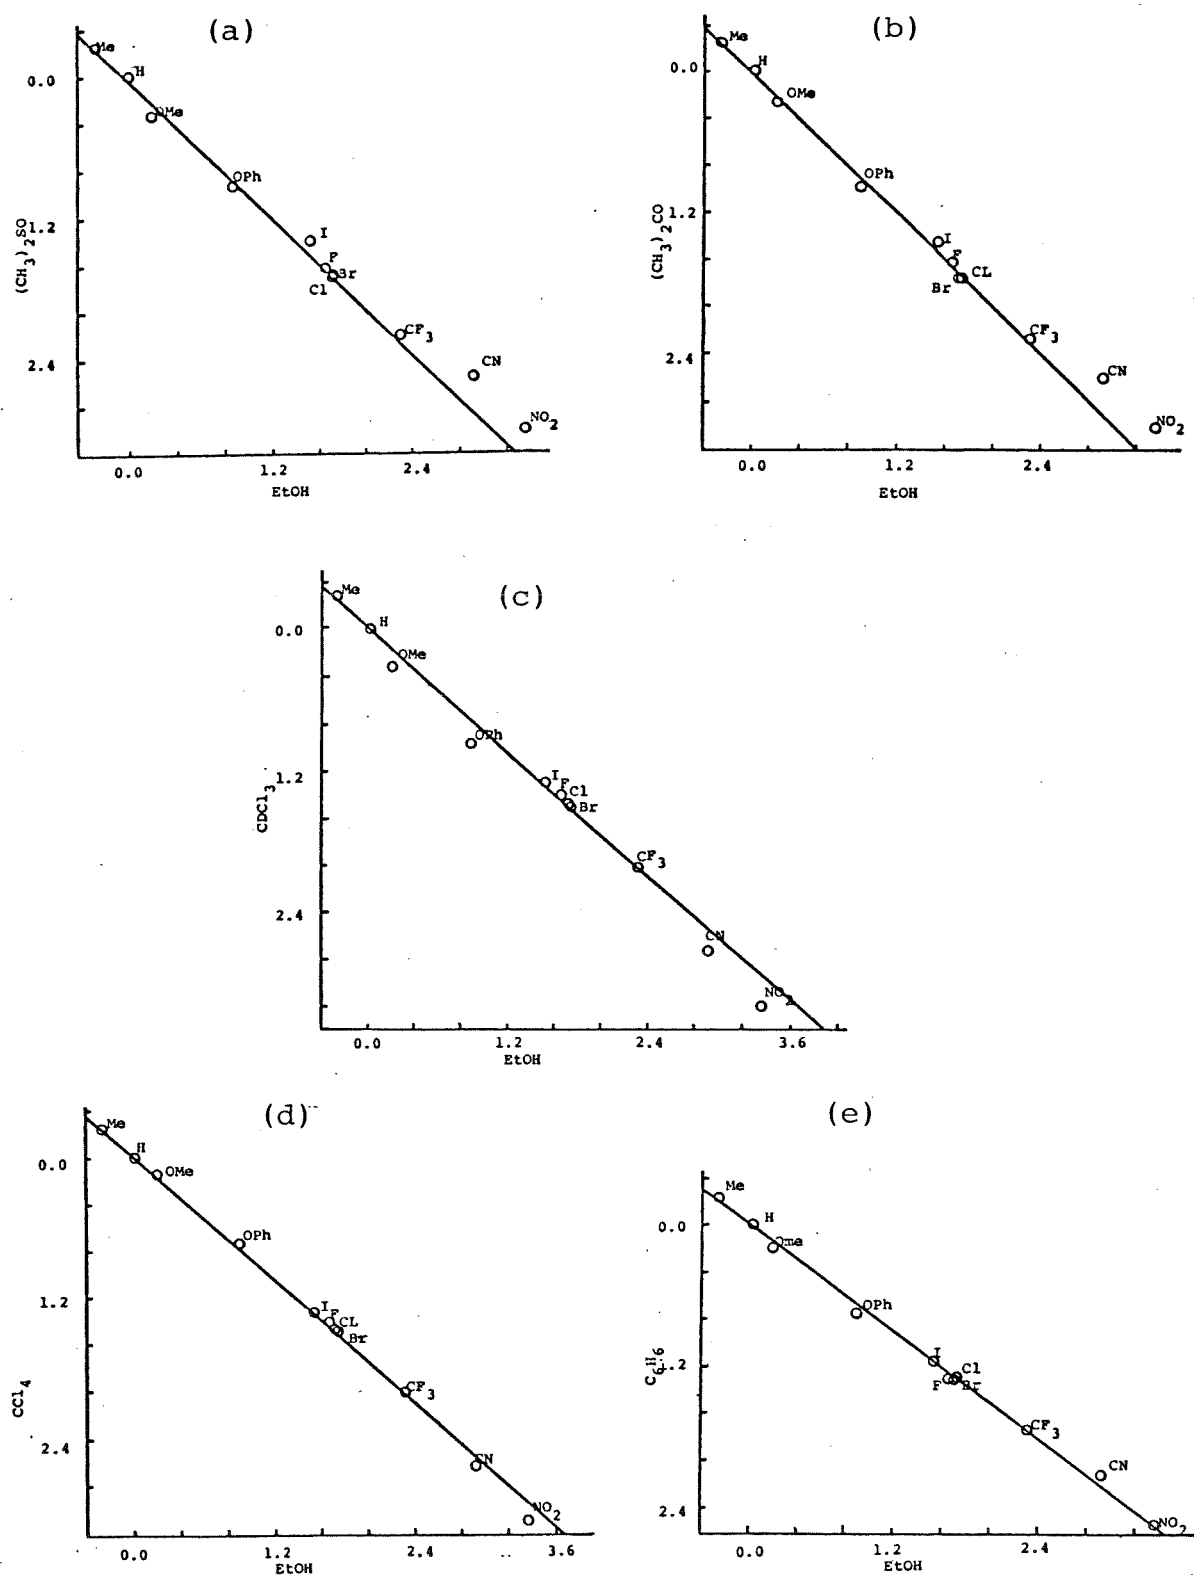 (a)
Me
H
0.0
OMe
OPh
(CH3)2SO
1.2
I
F
Br
Cl
CF3
2.4
CN
NO2
0.0 1.2 2.4
EtOH
(b)
Me
H
0.0
OMe
OPh
(CH3)2CO
1.2
I
F
CL
Br
CF3
2.4
CN
NO2
0.0 1.2 2.4
EtOH
(c)
Me
H
0.0
OMe
OPh
CDCl3
1.2
I
F
Cl
Br
CF3
2.4
CN
NO2
0.0 1.2 2.4 3.6
EtOH
(d)
Me
H
0.0
OMe
OPh
1.2
I
F
CL
Br
CCl4
CF3
2.4
CN
NO2
0.0 1.2 2.4 3.6
EtOH
(e)
Me
H
0.0
Ome
OPh
C6H6
1.2
I
Cl
F
Br
CF3
CN
2.4
NO2
0.0 1.2 2.4
EtOH